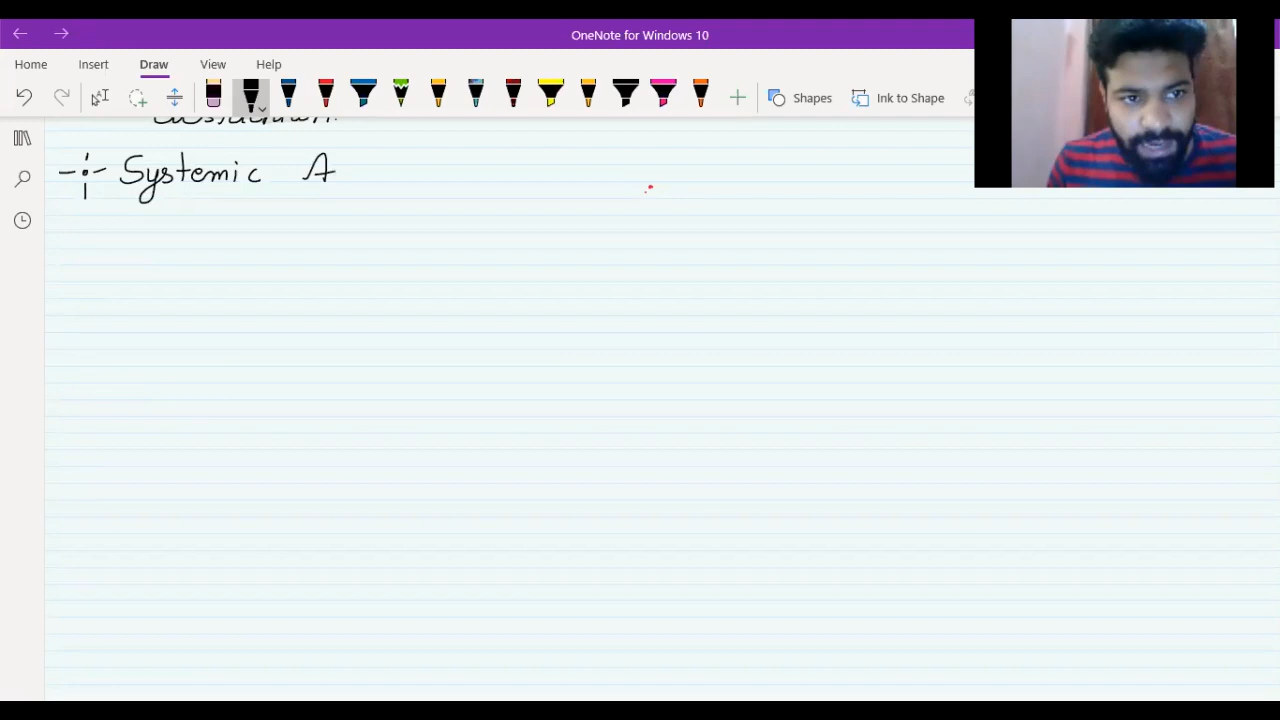 OneNote for Windows 10
Home Insert Draw View Help
Shapes Ink to Shape
Systemic A